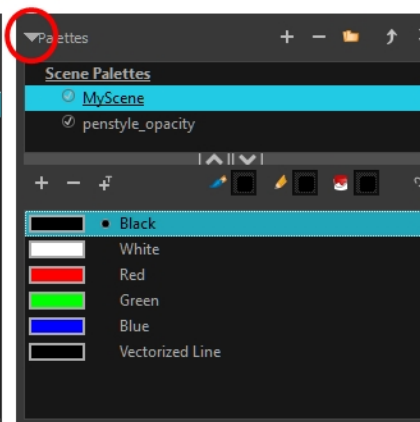 Palettes
Scene Palettes
MyScene
penstyle_opacity
Black
White
Red
Green
Blue
Vectorized Line